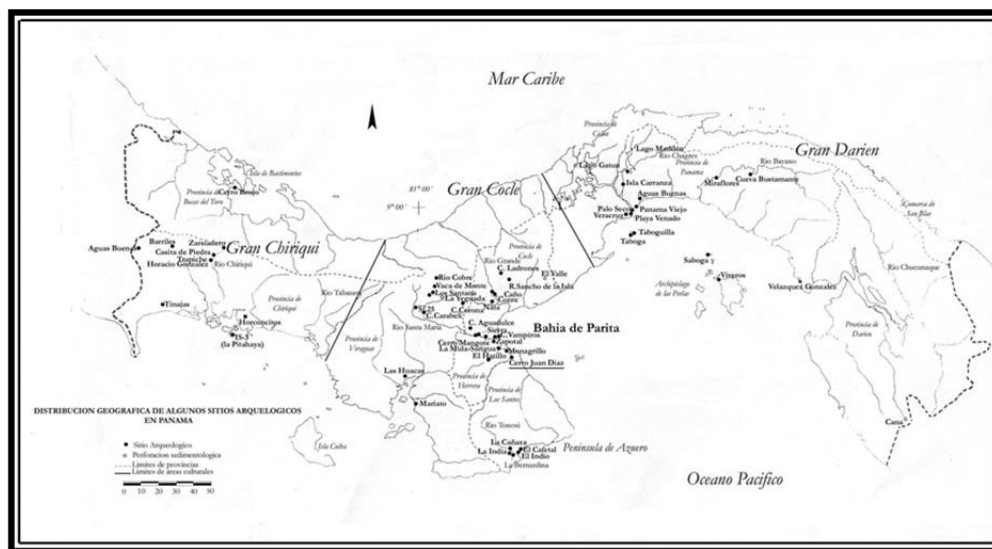 Mar Caribe
Gran Darien
Gran Cocle
Gran Chiriqui
Provincia de
Colon
Lago Madden
Rio Chagres
Provincia de
Panama
Rio Bayano
Lago Gatun
Isla Carranza
Miraflores
Cueva Bustamante
Aguas Buenas
Palo Seco
Panama Viejo
Veracruz
Playa Venado
Taboguilla
Taboga
Comarca de
San Blas
Rio Chucunaque
Saboga
Viveros
Archipielago
de las Perlas
Velazquez Gonzalez
Provincia de
Darien
Cana
Isla de Bastimentos
Cerro Brujo
Provincia de
Bocas del Toro
81° 00'
9° 00'
Aguas Buenas
Barriles
Zarsiadero
Casita de Piedra
Trapiche
Horacio Gonzalez
Rio Chiriqui
Tinajas
Horconcitos
IS-3
(la Pitahaya)
Provincia de
Chiriqui
Rio Tabasara
Provincia de
Cocle
Rio Grande
C. Ladrones
El Valle
Rio Cobre
R.Sancho de la Isla
Vaca de Monte
Los Santana
La Yeguada
Caño
Conte
Nata
C.Corona
C. Carabali
Rio Santa Maria
C. Aguadulce
Sierra
Vampiros
Cerro Mangote
Zapotal
La Mula-Sarigua
Monagrillo
El Hatillo
Cerro Juan Diaz
Bahia de Parita
Provincia de
Veraguas
Las Huacas
Provincia de
Herrera
Provincia de
Los Santos
Mariato
Isla Coiba
Rio Tonosi
La Cañaza
El Cafetal
La India
El Indio
La Bernardina
Peninsula de Azuero
Oceano Pacifico
DISTRIBUCION GEOGRAFICA DE ALGUNOS SITIOS ARQUELOGICOS
EN PANAMA
Sitio Arqueologico
Perforacion sedimentologica
Limites de provincias
Limites de áreas culturales
0 10 20 30 40 50